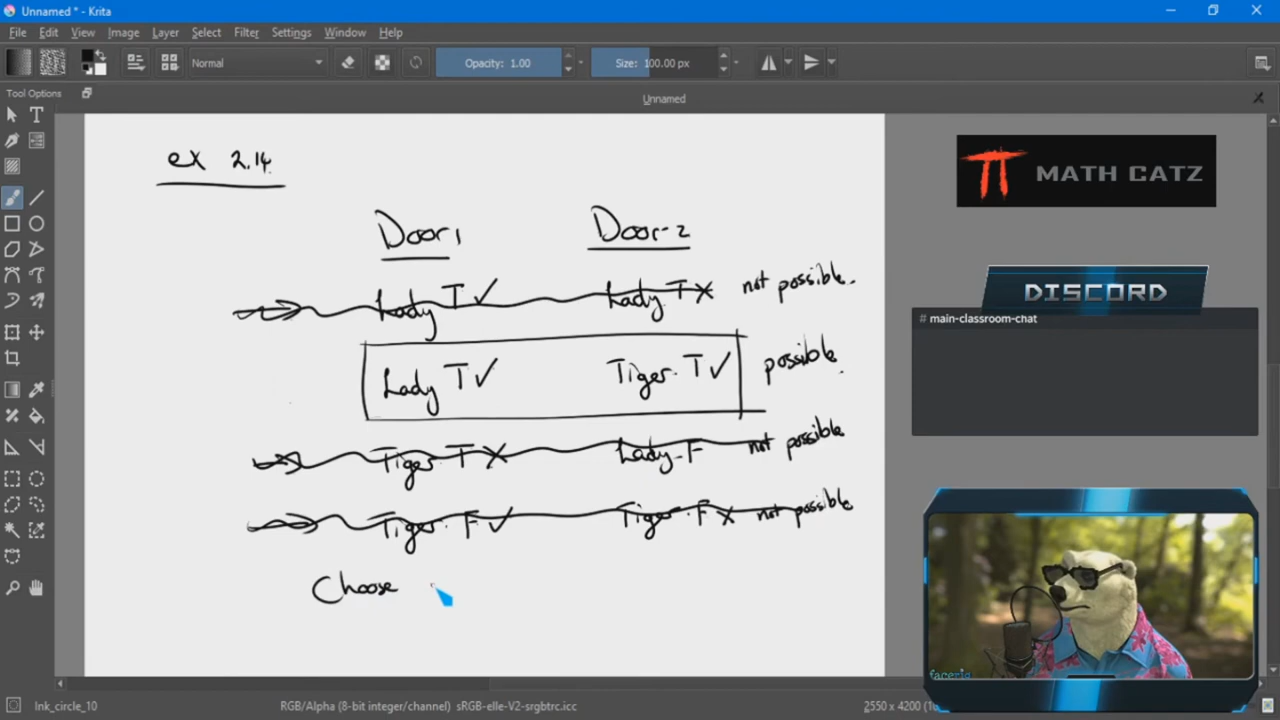 Unnamed * - Krita
File Edit View Image Layer Select Filter Settings Window Help
Normal Opacity: 1.00 Size: 100.00 px
Tool Options
Unnamed
ex 2.14
Door 1 Door-2
Lady T ✓ Lady T X not possible.
Lady T ✓ Tiger. T ✓ possible.
Tiger. T X Lady-F not possible
Tiger. F ✓ Tiger. F X not possible
Choose
MATH CATZ
DISCORD
# main-classroom-chat
facerig
Ink_circle_10 RGB/Alpha (8-bit integer/channel) sRGB-elle-V2-srgbtrc.icc 2550 x 4200 (10